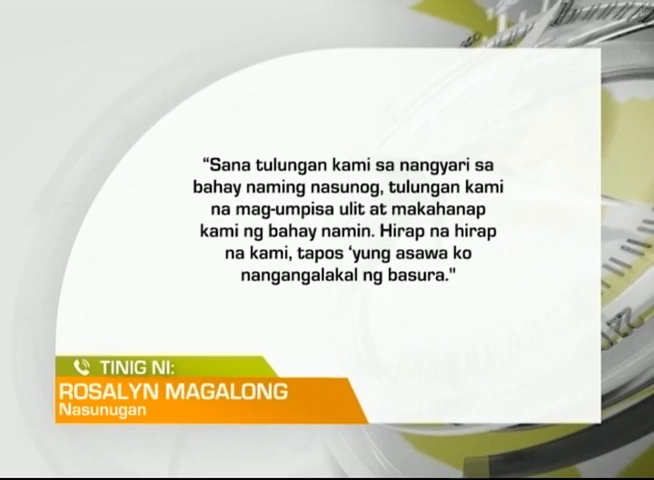 “Sana tulungan kami sa nangyari sa
bahay naming nasunog, tulungan kami
na mag-umpisa ulit at makahanap
kami ng bahay namin. Hirap na hirap
na kami, tapos ‘yung asawa ko
nangangalakal ng basura."
TINIG NI:
ROSALYN MAGALONG
Nasunugan